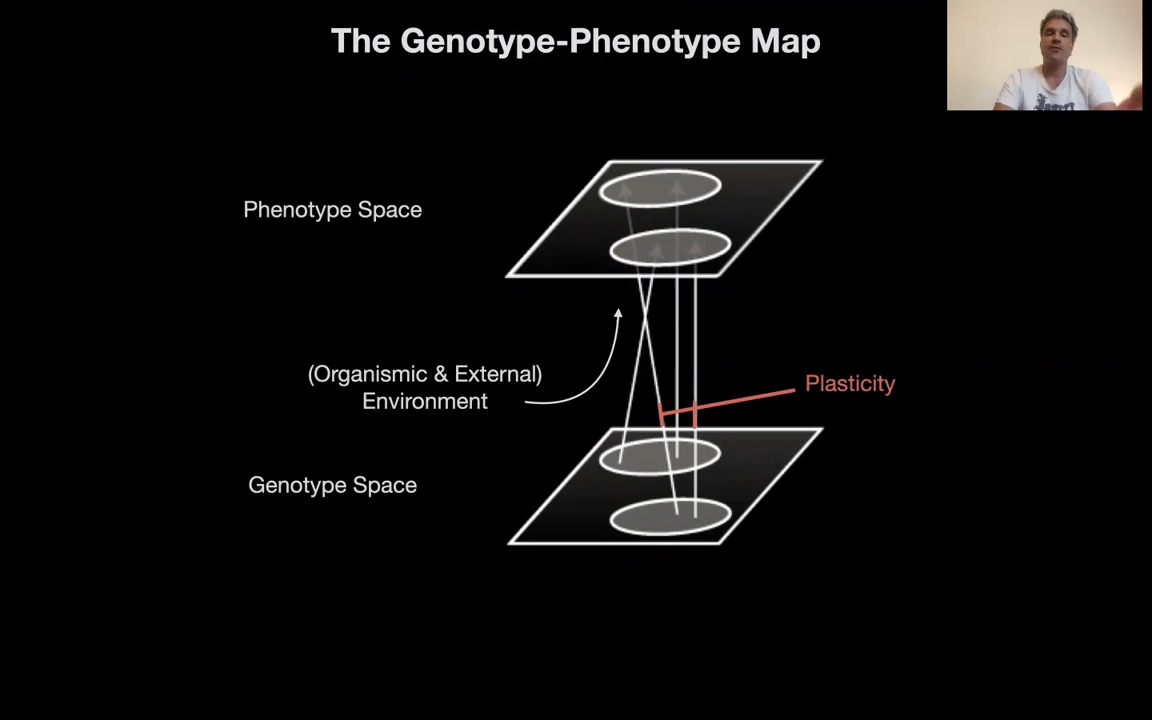 The Genotype-Phenotype Map
Phenotype Space
(Organismic & External)
Environment
Plasticity
Genotype Space